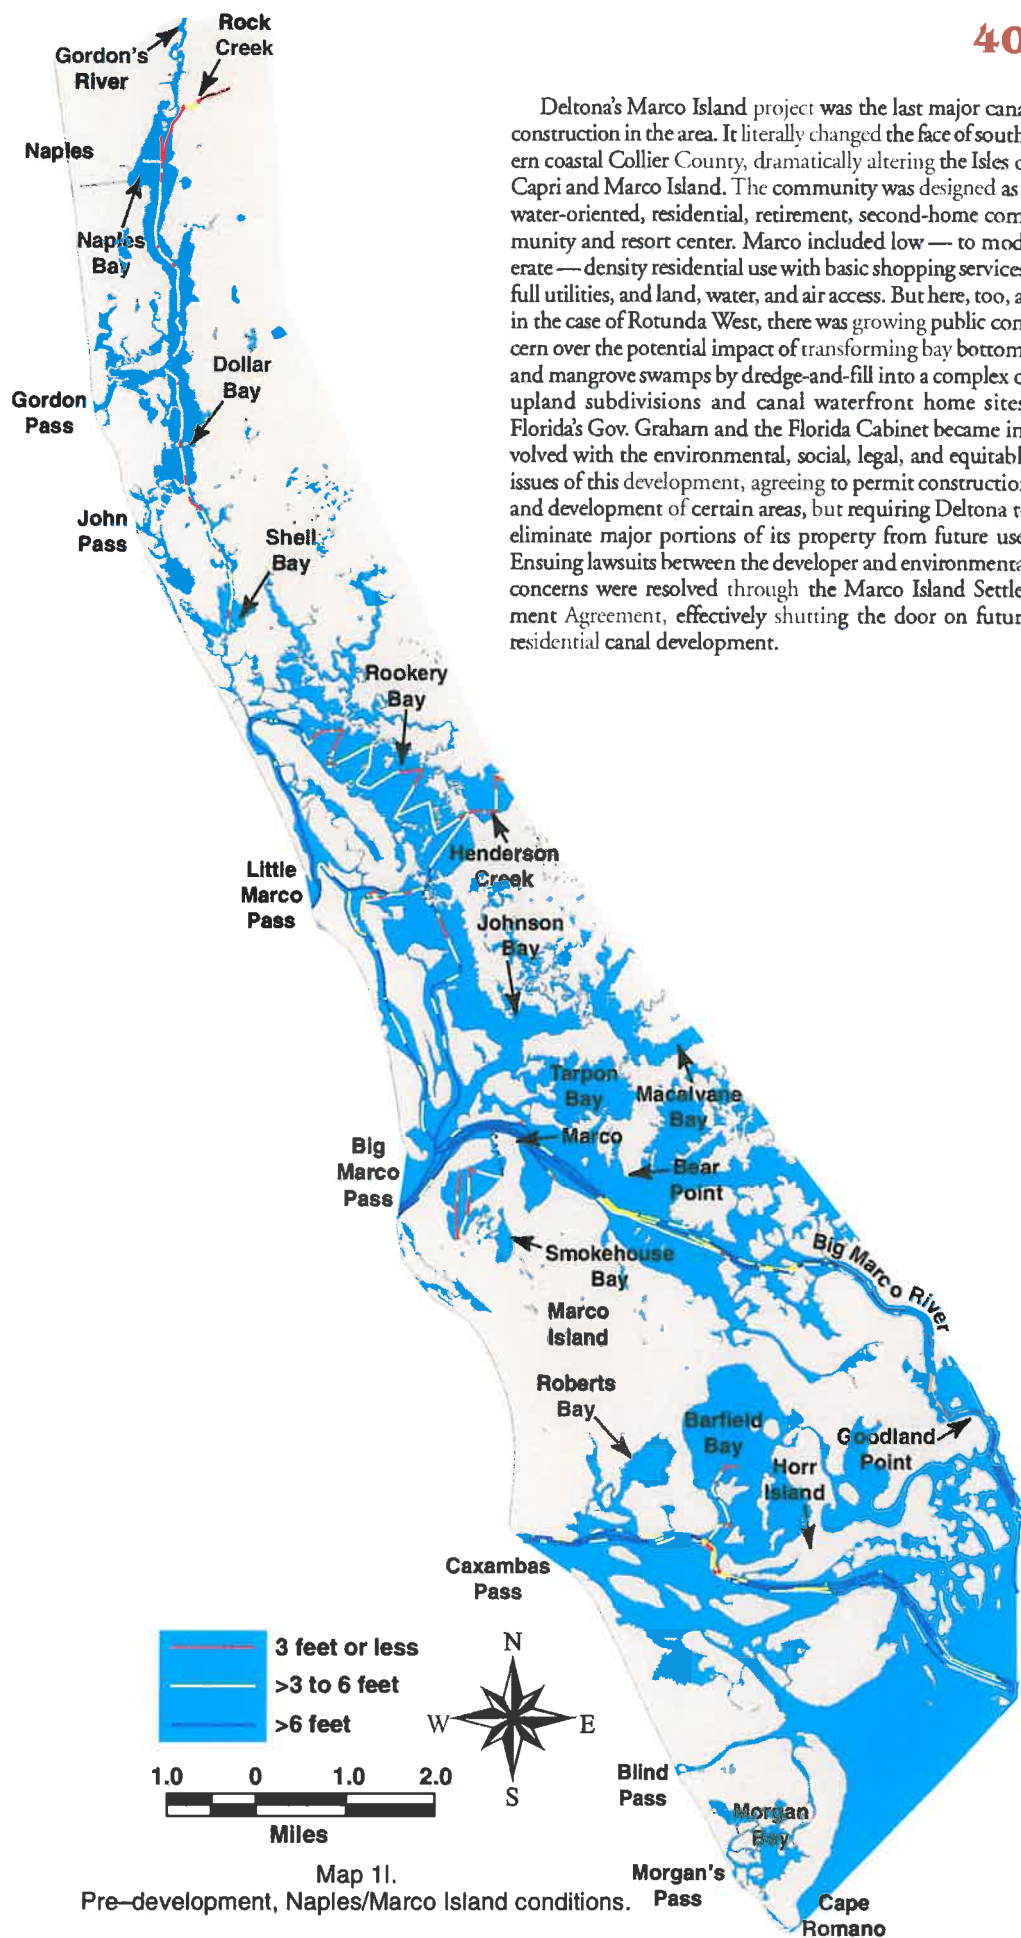 40
Deltona's Marco Island project was the last major cana
construction in the area. It literally changed the face of south
ern coastal Collier County, dramatically altering the Isles o
Capri and Marco Island. The community was designed as
water-oriented, residential, retirement, second-home com
munity and resort center. Marco included low — to mod
erate — density residential use with basic shopping services
full utilities, and land, water, and air access. But here, too, a
in the case of Rotunda West, there was growing public con
cern over the potential impact of transforming bay bottom
and mangrove swamps by dredge-and-fill into a complex o
upland subdivisions and canal waterfront home sites
Florida's Gov. Graham and the Florida Cabinet became in
volved with the environmental, social, legal, and equitabl
issues of this development, agreeing to permit constructio
and development of certain areas, but requiring Deltona t
eliminate major portions of its property from future use
Ensuing lawsuits between the developer and environmenta
concerns were resolved through the Marco Island Settle
ment Agreement, effectively shutting the door on futur
residential canal development.
Rock
Creek
Gordon's
River
Naples
Naples
Bay
Dollar
Bay
Gordon
Pass
John
Pass
Shell
Bay
Rookery
Bay
Henderson
Creek
Little
Marco
Pass
Johnson
Bay
Tarpon
Bay
Macalvane
Bay
Marco
Big
Marco
Pass
Bear
Point
Smokehouse
Bay
Big Marco River
Marco
Island
Roberts
Bay
Barfield
Bay
Goodland
Point
Horr
Island
Caxambas
Pass
3 feet or less
>3 to 6 feet
>6 feet
N
W
E
S
1.0 0 1.0 2.0
Miles
Blind
Pass
Morgan
Bay
Morgan's
Pass
Cape
Romano
Map 1l.
Pre–development, Naples/Marco Island conditions.